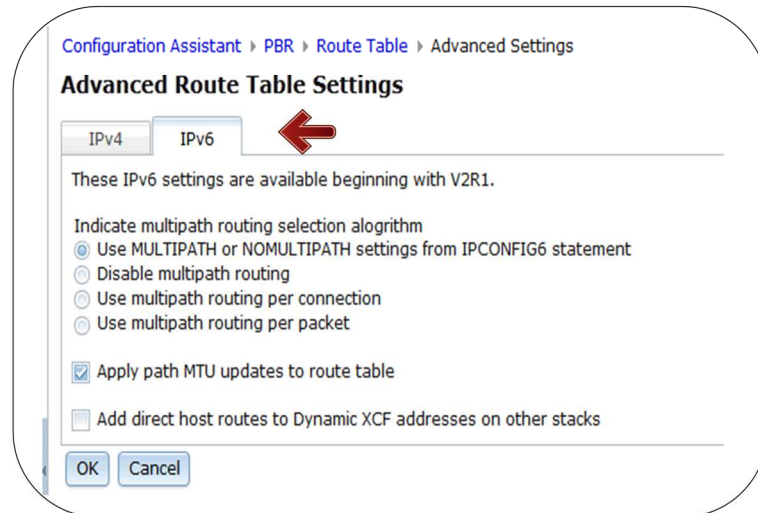 Configuration Assistant ▸ PBR ▸ Route Table ▸ Advanced Settings
Advanced Route Table Settings
IPv4 IPv6
These IPv6 settings are available beginning with V2R1.
Indicate multipath routing selection alogrithm
Use MULTIPATH or NOMULTIPATH settings from IPCONFIG6 statement
Disable multipath routing
Use multipath routing per connection
Use multipath routing per packet
Apply path MTU updates to route table
Add direct host routes to Dynamic XCF addresses on other stacks
OK Cancel